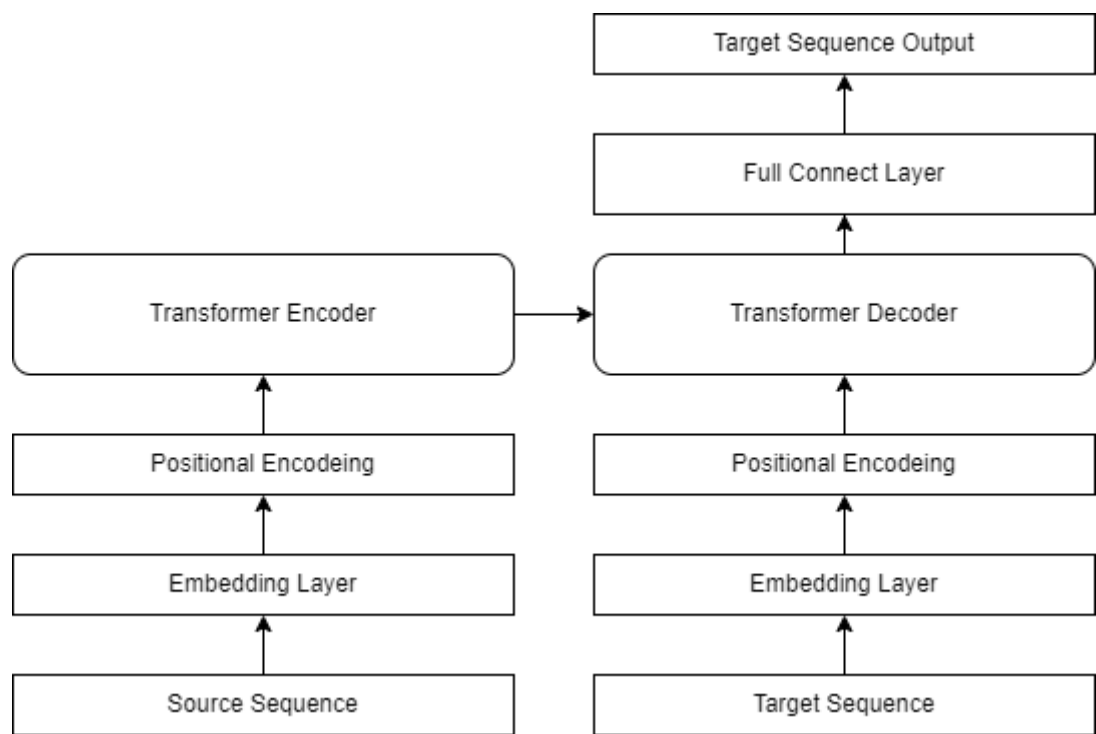 Target Sequence Output
Full Connect Layer
Transformer Encoder
Transformer Decoder
Positional Encodeing
Positional Encodeing
Embedding Layer
Embedding Layer
Source Sequence
Target Sequence